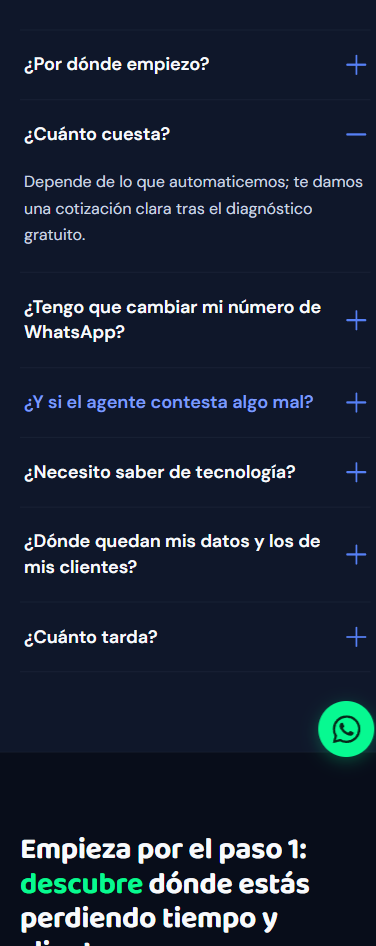 ¿Por dónde empiezo?
¿Cuánto cuesta?
Depende de lo que automaticemos; te damos
una cotización clara tras el diagnóstico
gratuito.
¿Tengo que cambiar mi número de
WhatsApp?
¿Y si el agente contesta algo mal?
¿Necesito saber de tecnología?
¿Dónde quedan mis datos y los de
mis clientes?
¿Cuánto tarda?
Empieza por el paso 1:
descubre dónde estás
perdiendo tiempo y